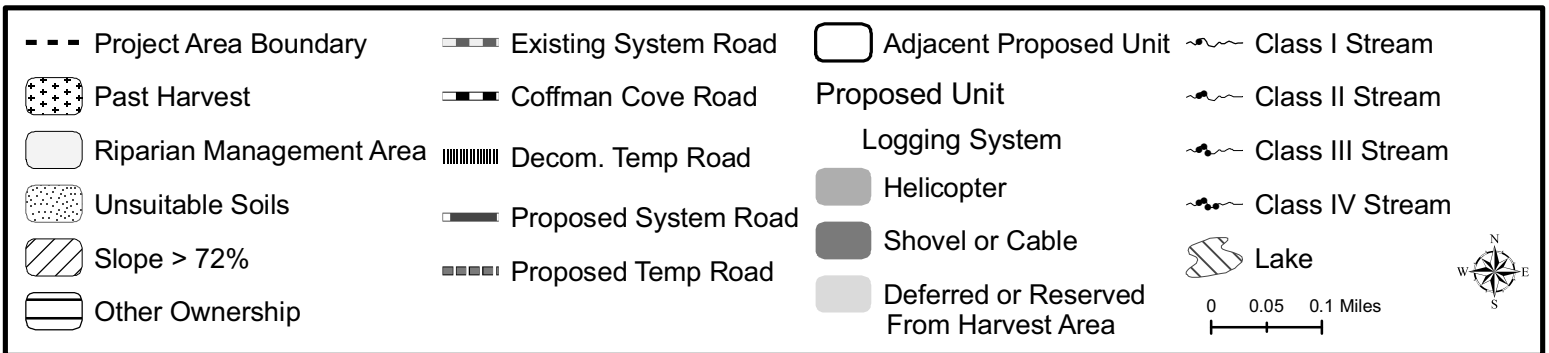 Project Area Boundary
Past Harvest
Riparian Management Area
Unsuitable Soils
Slope > 72%
Other Ownership
Existing System Road
Coffman Cove Road
Decom. Temp Road
Proposed System Road
Proposed Temp Road
Adjacent Proposed Unit
Proposed Unit
Logging System
Helicopter
Shovel or Cable
Deferred or Reserved
From Harvest Area
Class I Stream
Class II Stream
Class III Stream
Class IV Stream
Lake
0 0.05 0.1 Miles
N
W E
S